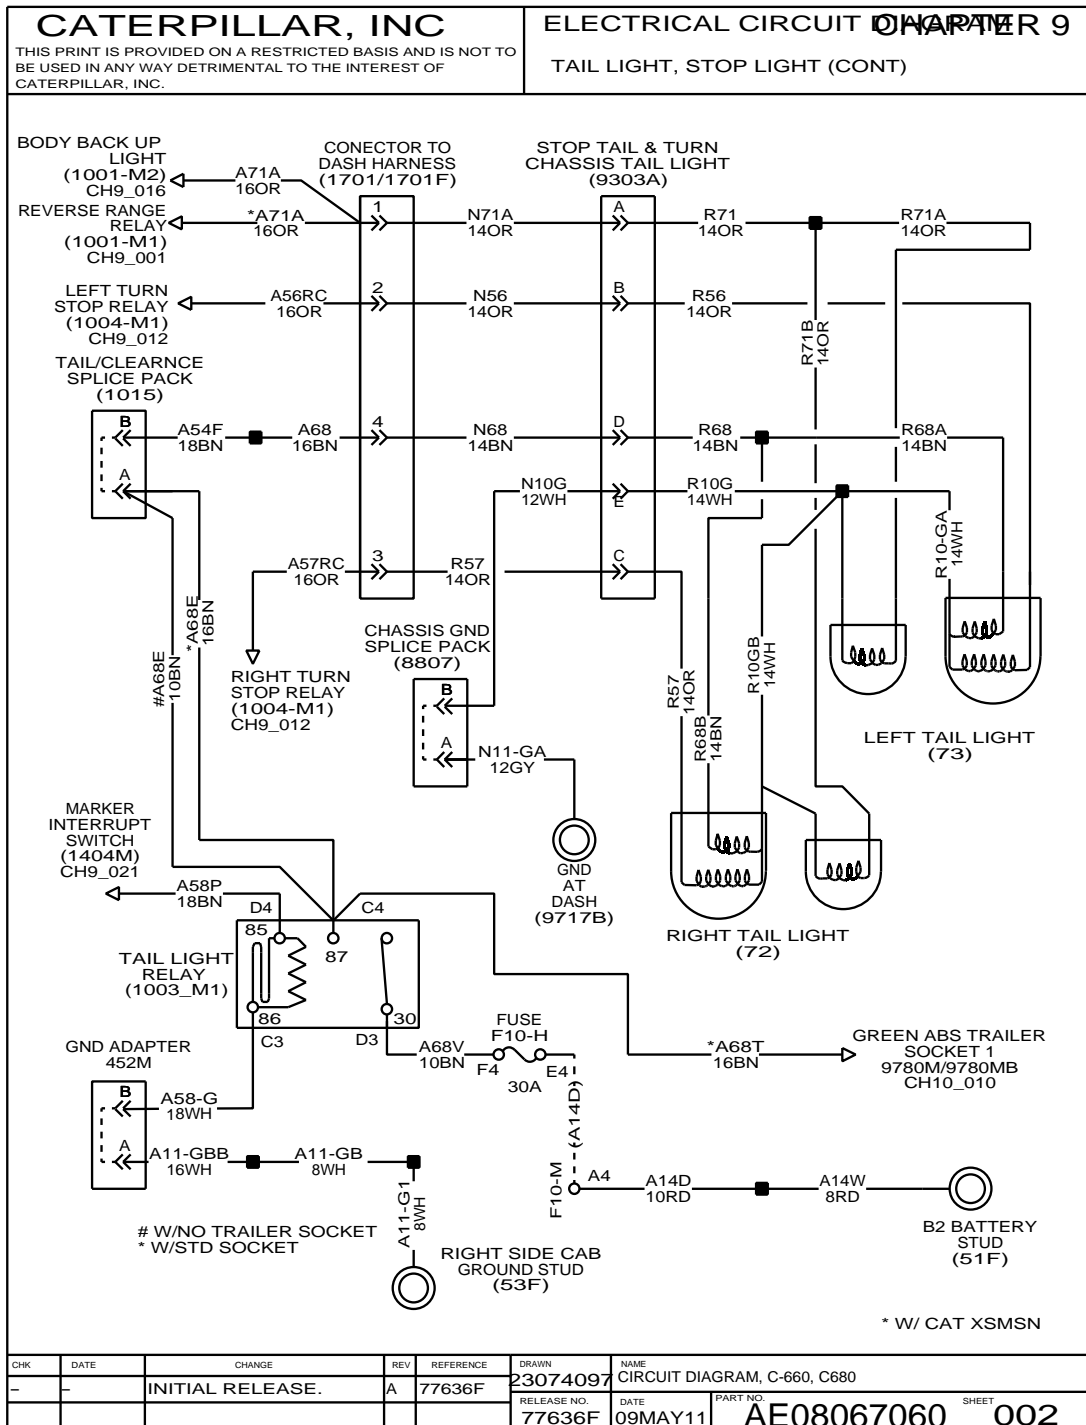 CATERPILLAR, INC
THIS PRINT IS PROVIDED ON A RESTRICTED BASIS AND IS NOT TO
BE USED IN ANY WAY DETRIMENTAL TO THE INTEREST OF
CATERPILLAR, INC.
ELECTRICAL CIRCUIT DIAGRAM
CHAPTER 9
TAIL LIGHT, STOP LIGHT (CONT)
BODY BACK UP
LIGHT
(1001-M2)
CH9_016
A71A
16OR
CONECTOR TO
DASH HARNESS
(1701/1701F)
STOP TAIL & TURN
CHASSIS TAIL LIGHT
(9303A)
REVERSE RANGE
RELAY
(1001-M1)
CH9_001
*A71A
16OR
1
N71A
14OR
A
R71
14OR
R71A
14OR
LEFT TURN
STOP RELAY
(1004-M1)
CH9_012
A56RC
16OR
2
N56
14OR
B
R56
14OR
R71B
14OR
TAIL/CLEARNCE
SPLICE PACK
(1015)
B
A54F
18BN
A68
16BN
4
N68
14BN
D
R68
14BN
R68A
14BN
A
N10G
12WH
E
R10G
14WH
R10-GA
14WH
A57RC
16OR
3
R57
14OR
C
#A68E
10BN
*A68E
16BN
RIGHT TURN
STOP RELAY
(1004-M1)
CH9_012
CHASSIS GND
SPLICE PACK
(8807)
B
A
N11-GA
12GY
R57
14OR
R68B
14BN
R10GB
14WH
LEFT TAIL LIGHT
(73)
GND
AT
DASH
(9717B)
RIGHT TAIL LIGHT
(72)
MARKER
INTERRUPT
SWITCH
(1404M)
CH9_021
A58P
18BN
D4
C4
85
87
TAIL LIGHT
RELAY
(1003_M1)
86
30
C3
D3
A68V
10BN
FUSE
F10-H
F4
E4
30A
(A14D)
*A68T
16BN
GREEN ABS TRAILER
SOCKET 1
9780M/9780MB
CH10_010
GND ADAPTER
452M
B
A58-G
18WH
A
A11-GBB
16WH
A11-GB
8WH
A11-G1
8WH
F10-M
A4
A14D
10RD
A14W
8RD
B2 BATTERY
STUD
(51F)
# W/NO TRAILER SOCKET
* W/STD SOCKET
RIGHT SIDE CAB
GROUND STUD
(53F)
* W/ CAT XSMSN
CHK
DATE
CHANGE
REV
REFERENCE
DRAWN
23074097
NAME
CIRCUIT DIAGRAM, C-660, C680
–
–
INITIAL RELEASE.
A
77636F
RELEASE NO.
77636F
DATE
09MAY11
PART NO.
AE08067060
SHEET
002